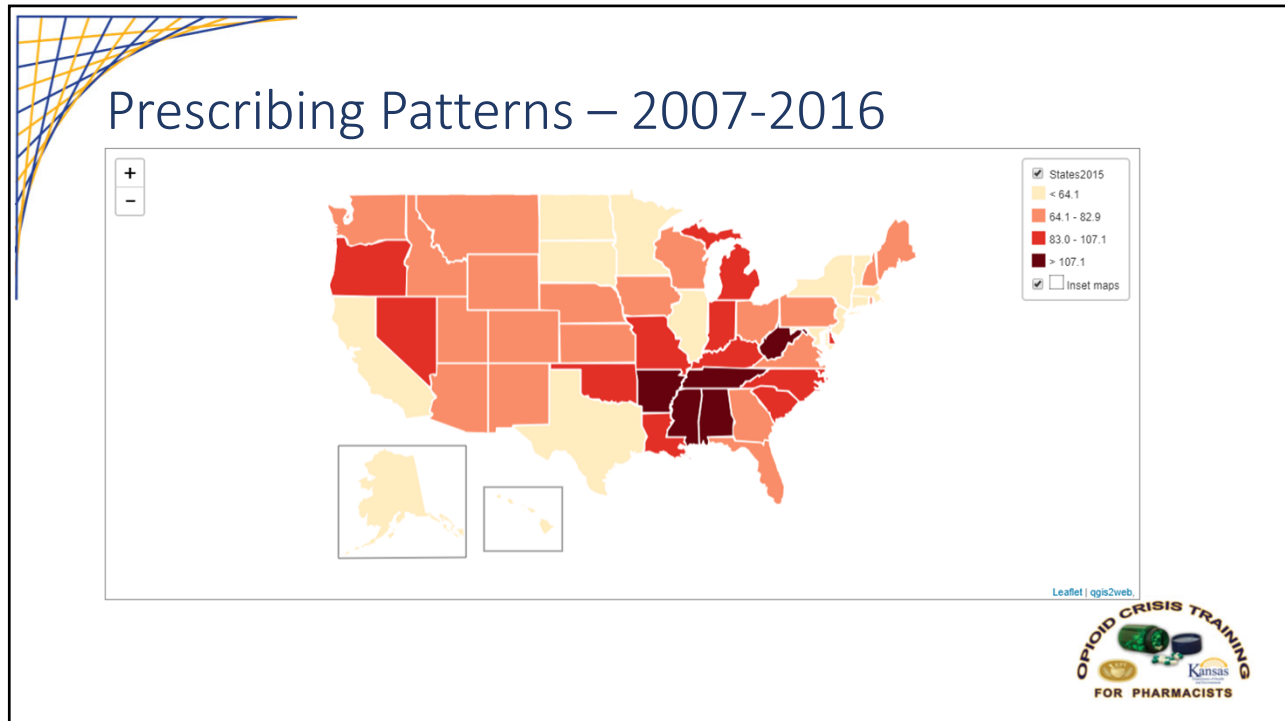 Prescribing Patterns – 2007-2016
+
−
States2015
< 64.1
64.1 - 82.9
83.0 - 107.1
> 107.1
Inset maps
Leaflet | qgis2web,
OPIOID CRISIS TRAINING
Kansas
FOR PHARMACISTS